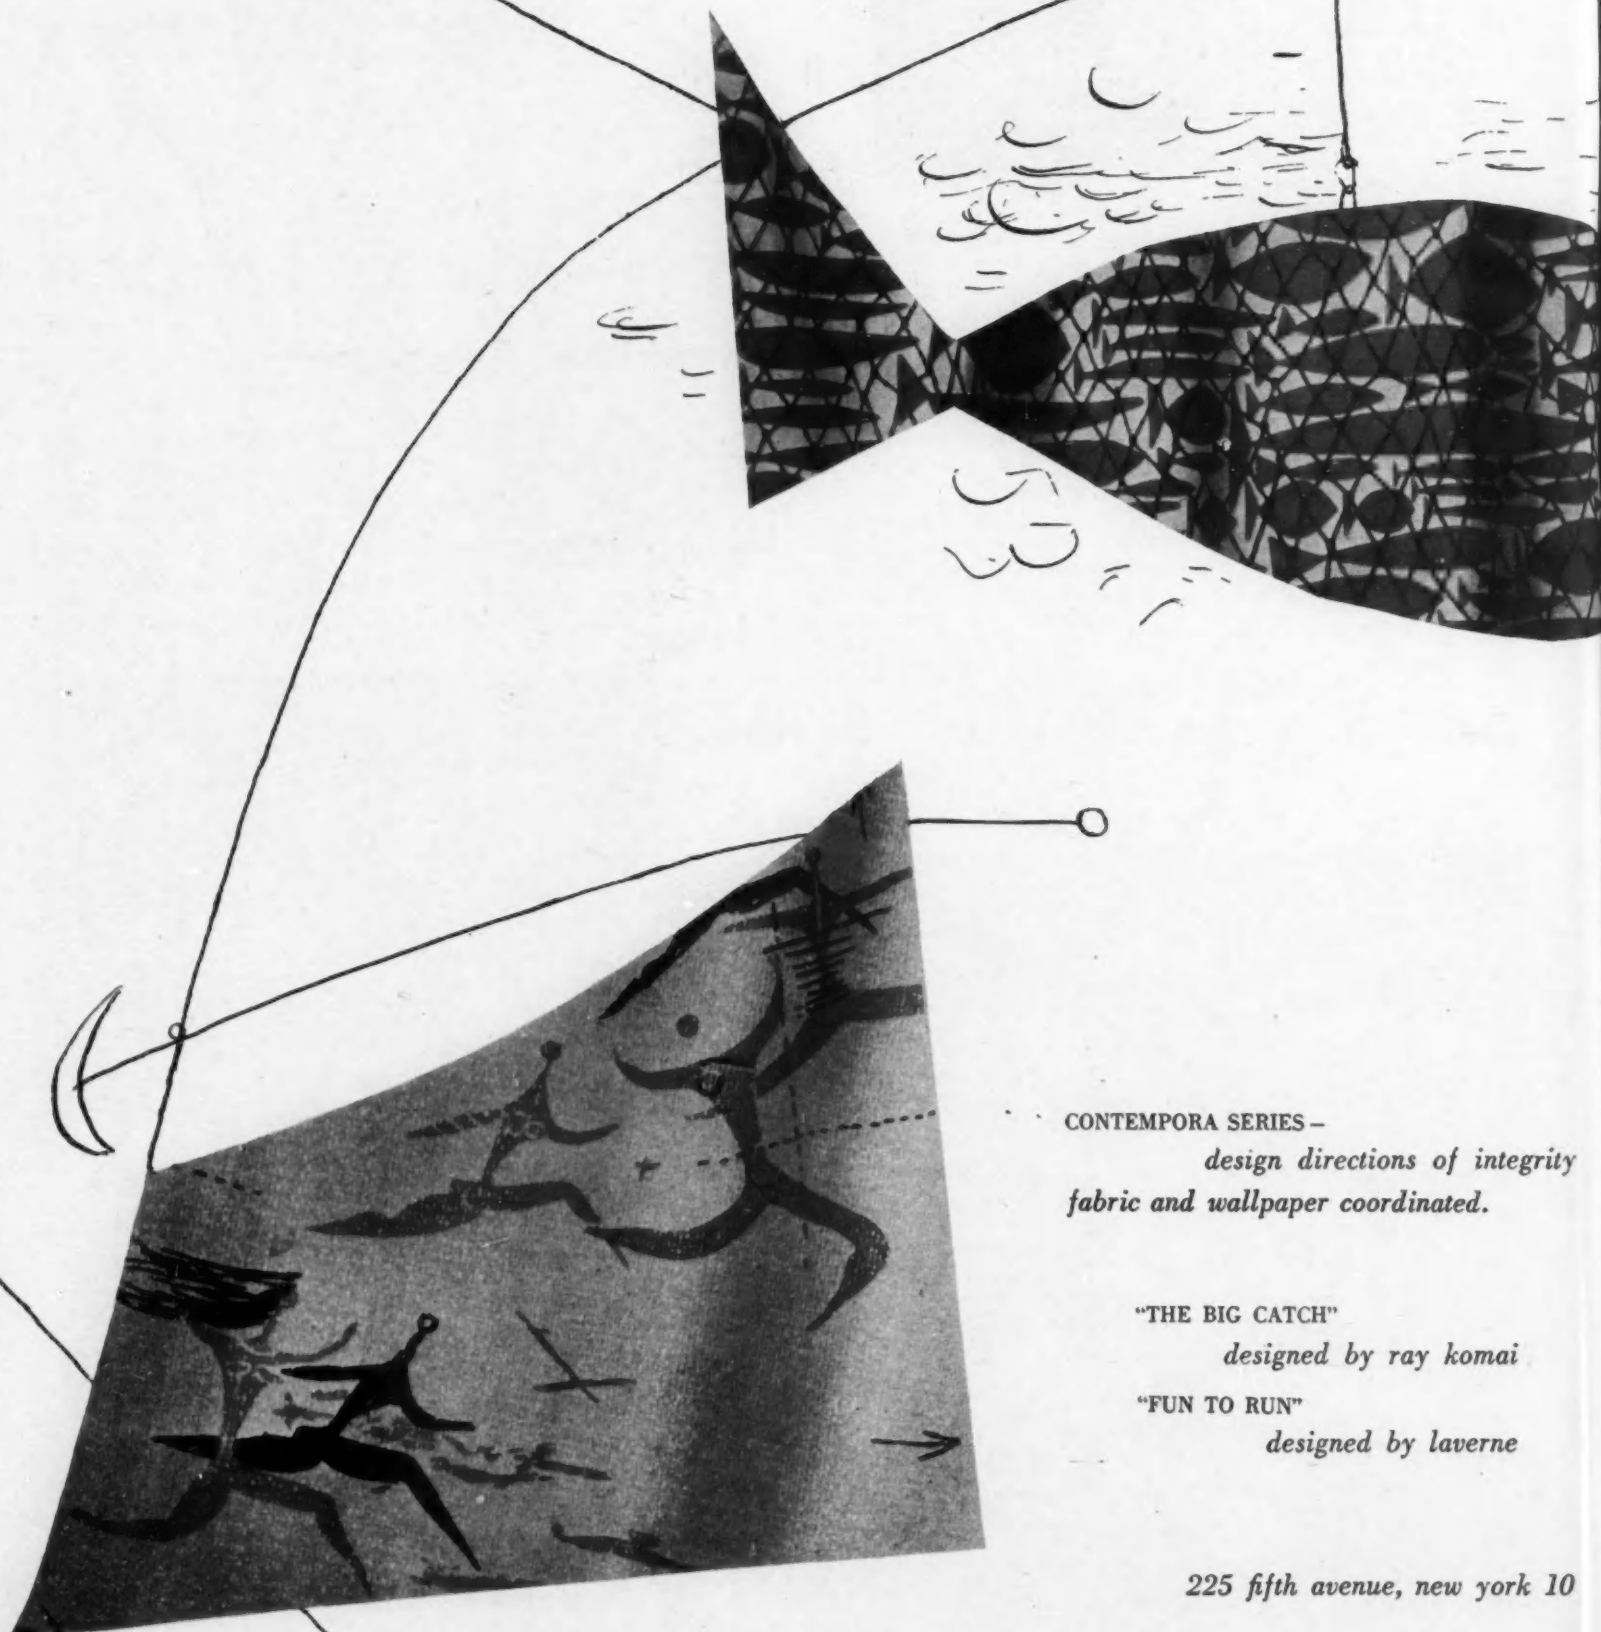 CONTEMPORA SERIES –
design directions of integrity
fabric and wallpaper coordinated.
“THE BIG CATCH”
designed by ray komai
“FUN TO RUN”
designed by laverne
225 fifth avenue, new york 10